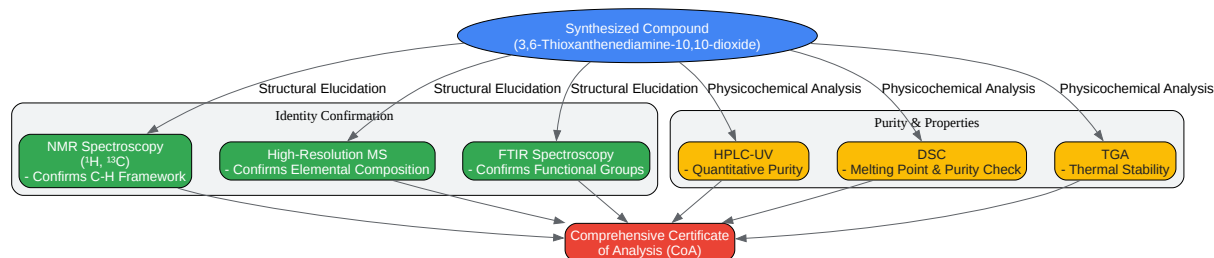 Synthesized Compound
(3,6-Thioxanthenediamine-10,10-dioxide)
Structural Elucidation
Structural Elucidation
Structural Elucidation
Physicochemical Analysis
Physicochemical Analysis
Physicochemical Analysis
Identity Confirmation
Purity & Properties
NMR Spectroscopy
(¹H, ¹³C)
- Confirms C-H Framework
High-Resolution MS
- Confirms Elemental Composition
FTIR Spectroscopy
- Confirms Functional Groups
HPLC-UV
- Quantitative Purity
DSC
- Melting Point & Purity Check
TGA
- Thermal Stability
Comprehensive Certificate
of Analysis (CoA)